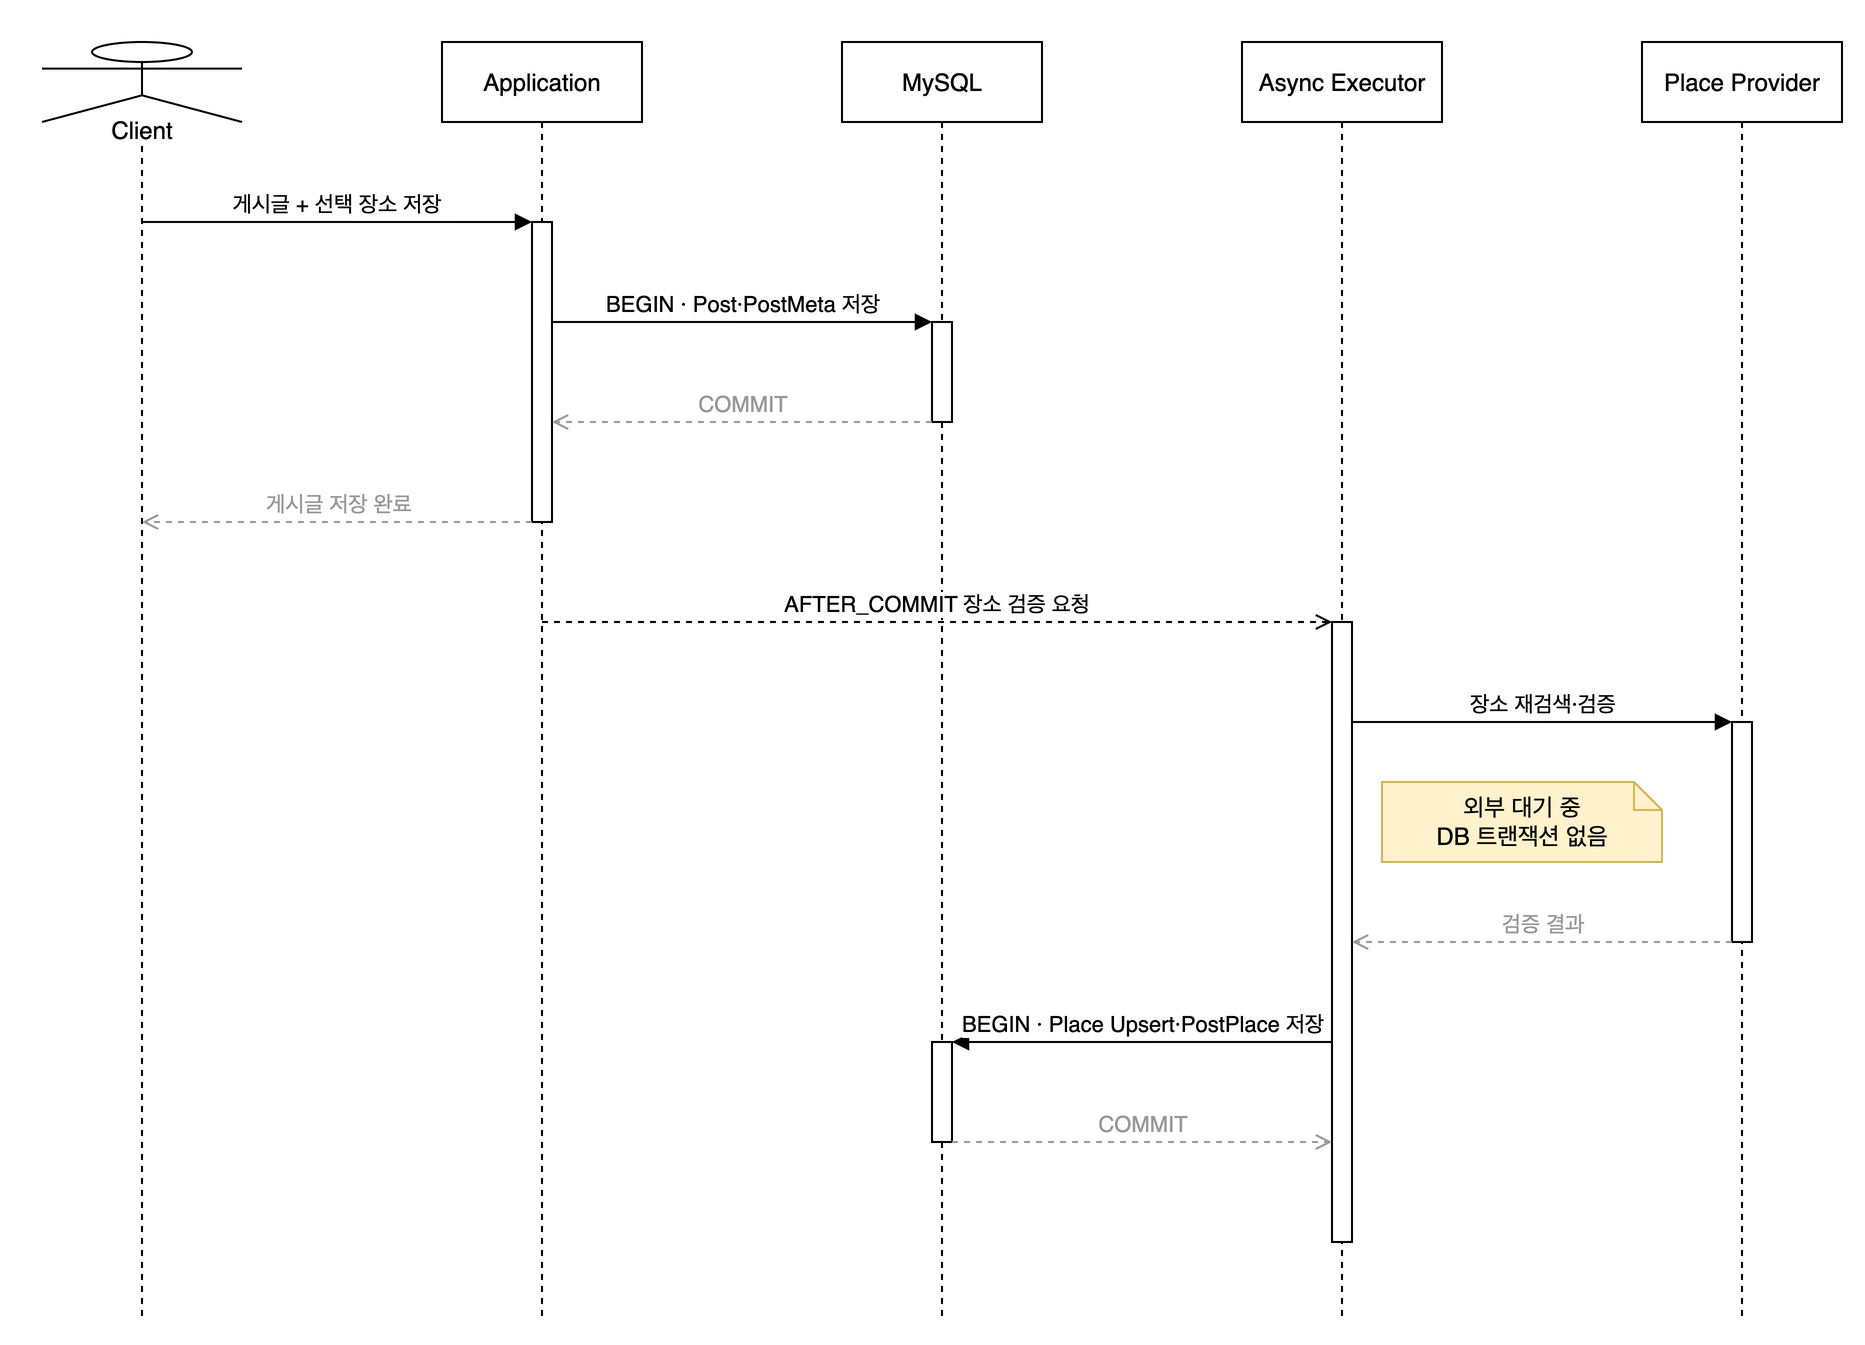 Client
Application
MySQL
Async Executor
Place Provider
게시글 + 선택 장소 저장
BEGIN · Post·PostMeta 저장
COMMIT
게시글 저장 완료
AFTER_COMMIT 장소 검증 요청
장소 재검색·검증
외부 대기 중
DB 트랜잭션 없음
검증 결과
BEGIN · Place Upsert·PostPlace 저장
COMMIT